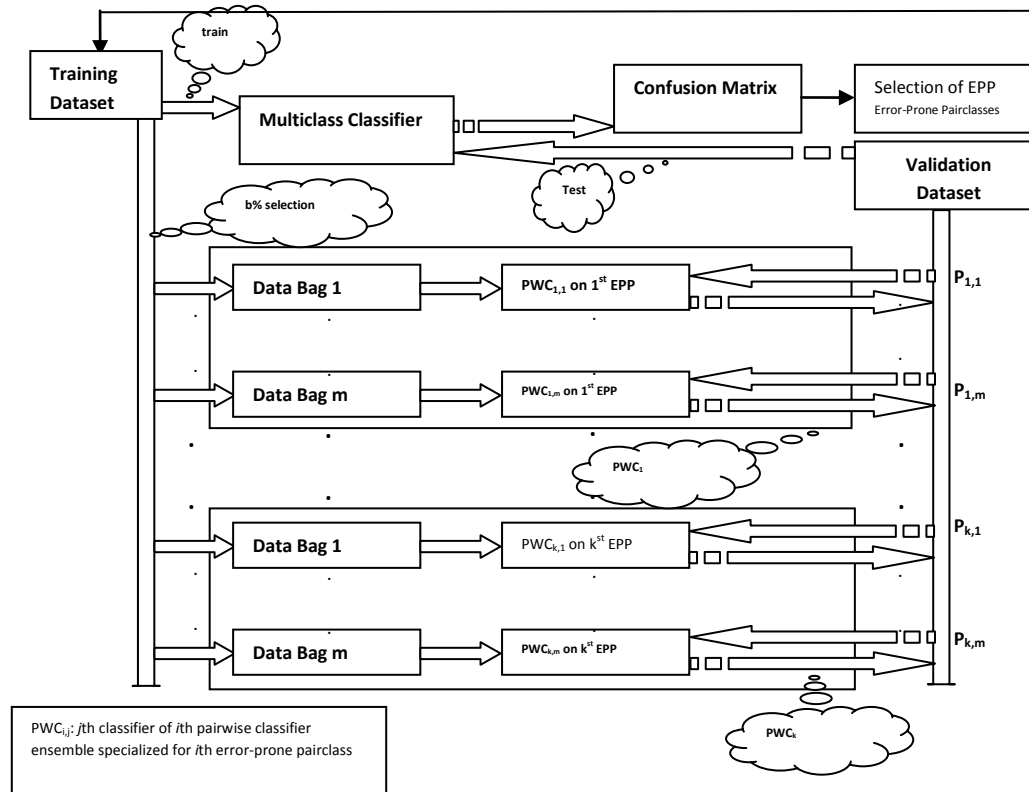 train
Training
Dataset
Multiclass Classifier
Confusion Matrix
Selection of EPP
Error-Prone Pairclasses
Test
Validation
Dataset
b% selection
Data Bag 1
PWC1,1 on 1st EPP
P1,1
Data Bag m
PWC1,m on 1st EPP
P1,m
PWC1
Data Bag 1
PWCk,1 on kst EPP
Pk,1
Data Bag m
PWCk,m on kst EPP
Pk,m
PWCk
PWCi,j: jth classifier of ith pairwise classifier
ensemble specialized for ith error-prone pairclass